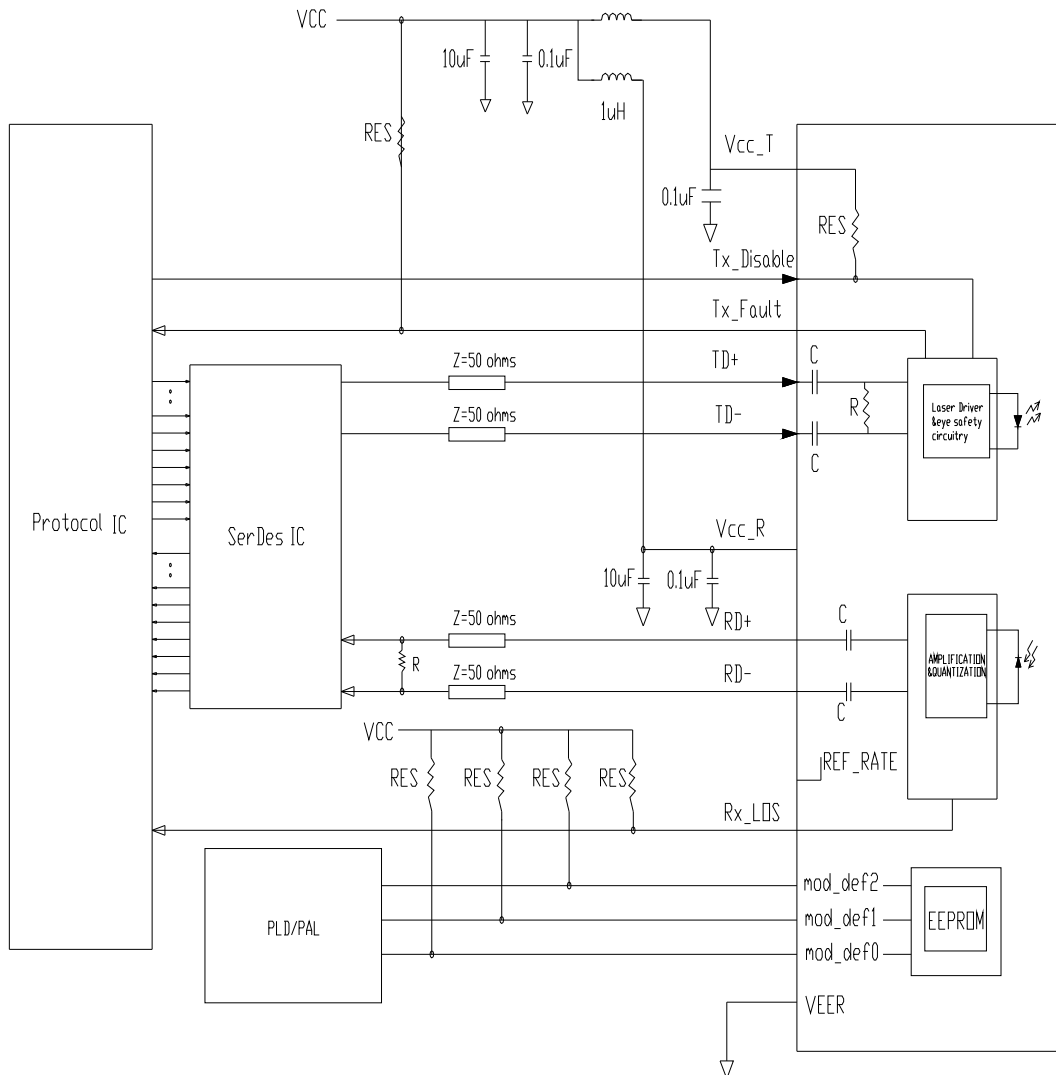 VCC
10uF
0.1uF
1uH
RES
Vcc_T
0.1uF
RES
Tx_Disable
Tx_Fault
Z=50 ohms
TD+
C
Z=50 ohms
TD-
C
R
Laser Driver
&eye safety
circuitry
Protocol IC
SerDes IC
Vcc_R
10uF
0.1uF
Z=50 ohms
RD+
C
R
Z=50 ohms
RD-
C
AMPLIFICATION
&QUANTIZATION
VCC
RES
RES
RES
RES
REF_RATE
Rx_LOS
PLD/PAL
mod_def2
mod_def1
mod_def0
EEPROM
VEER